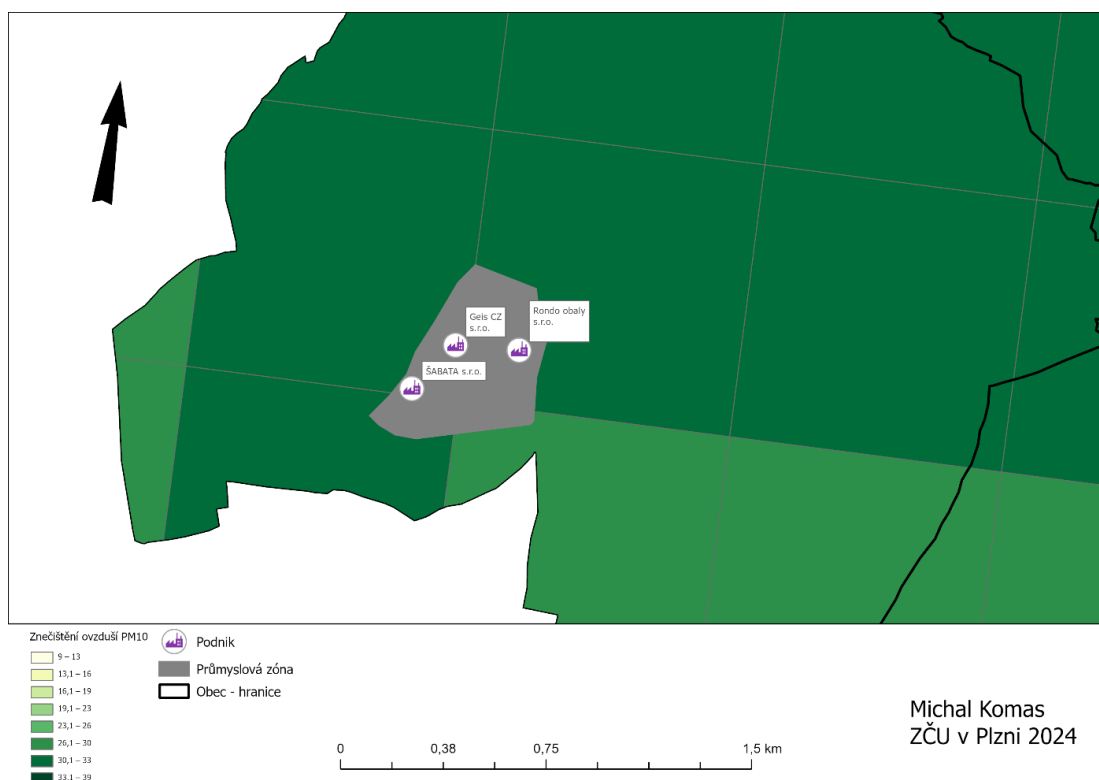 Geis CZ
s.r.o.
Rondo obaly
s.r.o.
ŠABATA s.r.o.
Znečištění ovzduší PM10
9 – 13
13,1 – 16
16,1 – 19
19,1 – 23
23,1 – 26
26,1 – 30
30,1 – 33
33,1 – 39
Podnik
Průmyslová zóna
Obec - hranice
0
0,38
0,75
1,5 km
Michal Komas
ZČU v Plzni 2024